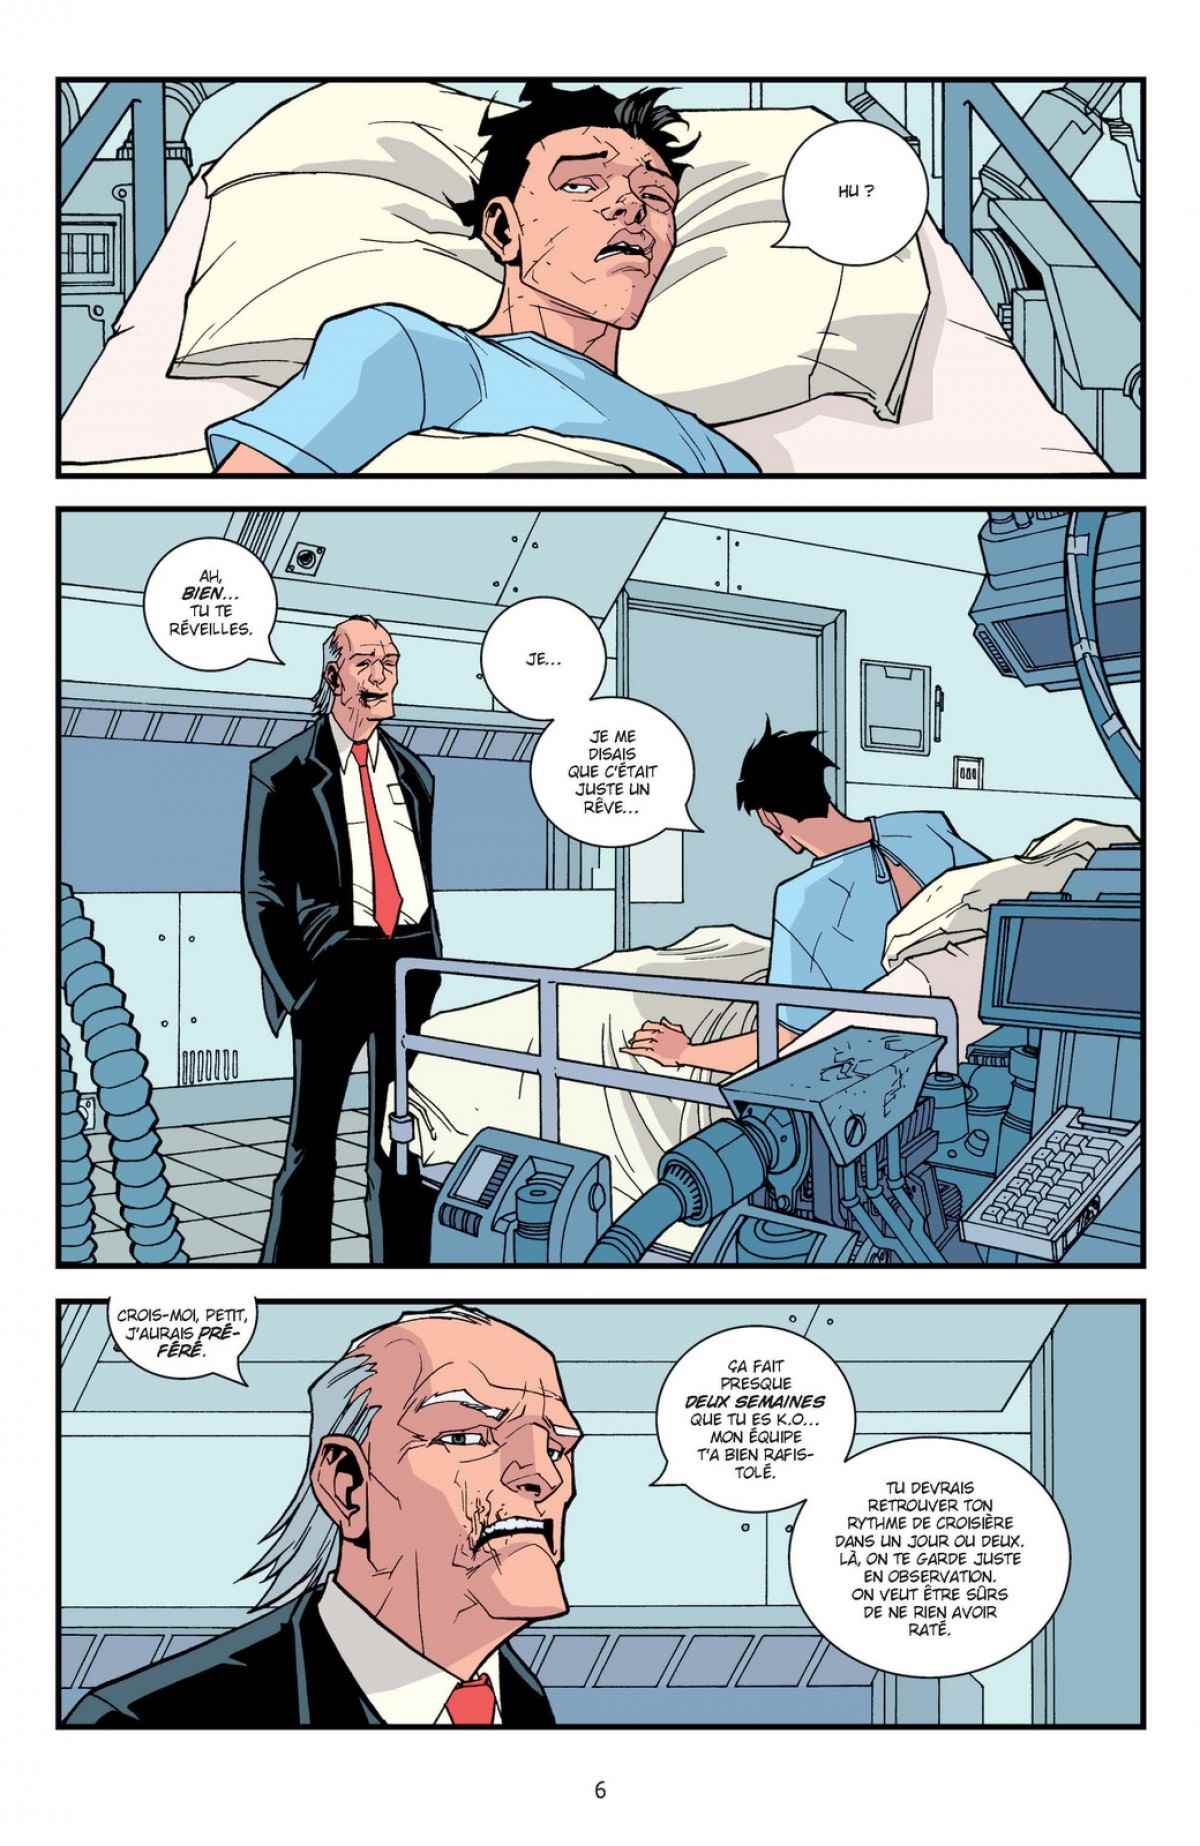 HU ?
AH,
BIEN...
TU TE
RÉVEILLES.
JE...
JE ME
DISAIS
QUE C'ÉTAIT
JUSTE UN
RÊVE...
CROIS-MOI, PETIT,
J'AURAIS PRÉ-
FÉRÉ.
ÇA FAIT
PRESQUE
DEUX SEMAINES
QUE TU ES K.O...
MON ÉQUIPE
T'A BIEN RAFIS-
TOLÉ.
TU DEVRAIS
RETROUVER TON
RYTHME DE CROISIÈRE
DANS UN JOUR OU DEUX.
LÀ, ON TE GARDE JUSTE
EN OBSERVATION.
ON VEUT ÊTRE SÛRS
DE NE RIEN AVOIR
RATÉ.
6